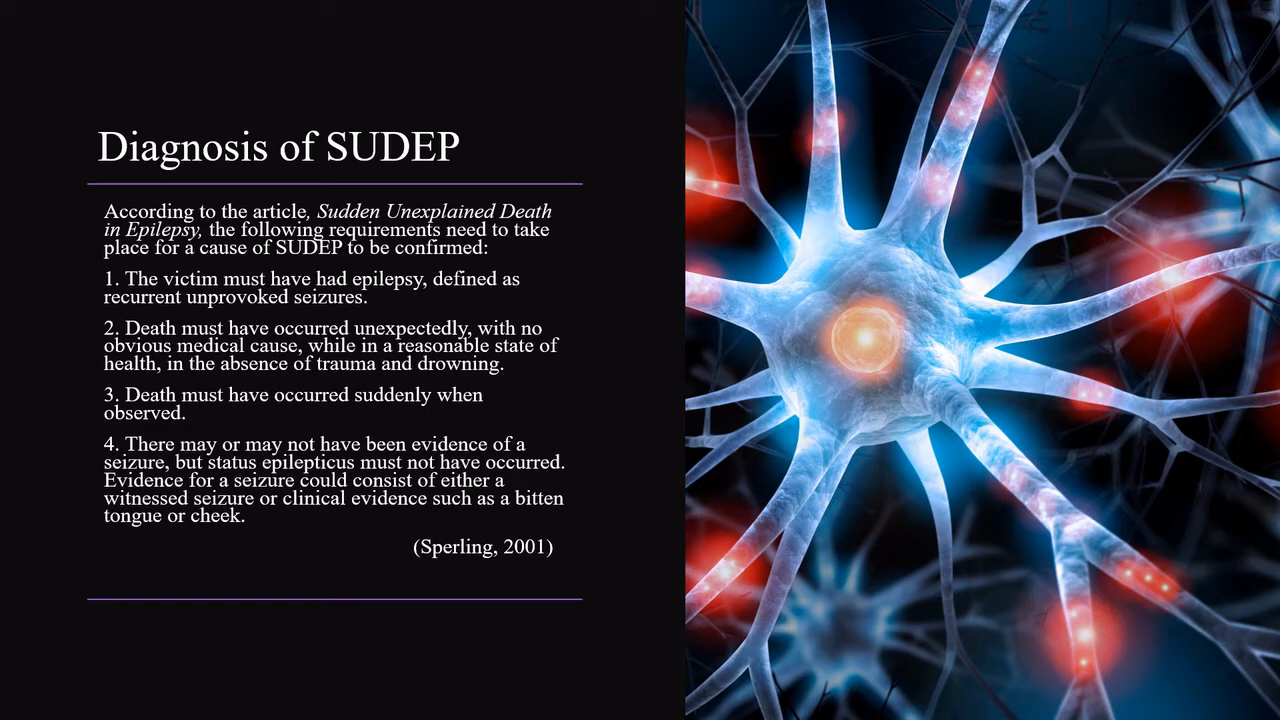 Diagnosis of SUDEP
According to the article, Sudden Unexplained Death
in Epilepsy, the following requirements need to take
place for a cause of SUDEP to be confirmed:
1. The victim must have had epilepsy, defined as
recurrent unprovoked seizures.
2. Death must have occurred unexpectedly, with no
obvious medical cause, while in a reasonable state of
health, in the absence of trauma and drowning.
3. Death must have occurred suddenly when
observed.
4. There may or may not have been evidence of a
seizure, but status epilepticus must not have occurred.
Evidence for a seizure could consist of either a
witnessed seizure or clinical evidence such as a bitten
tongue or cheek.
(Sperling, 2001)